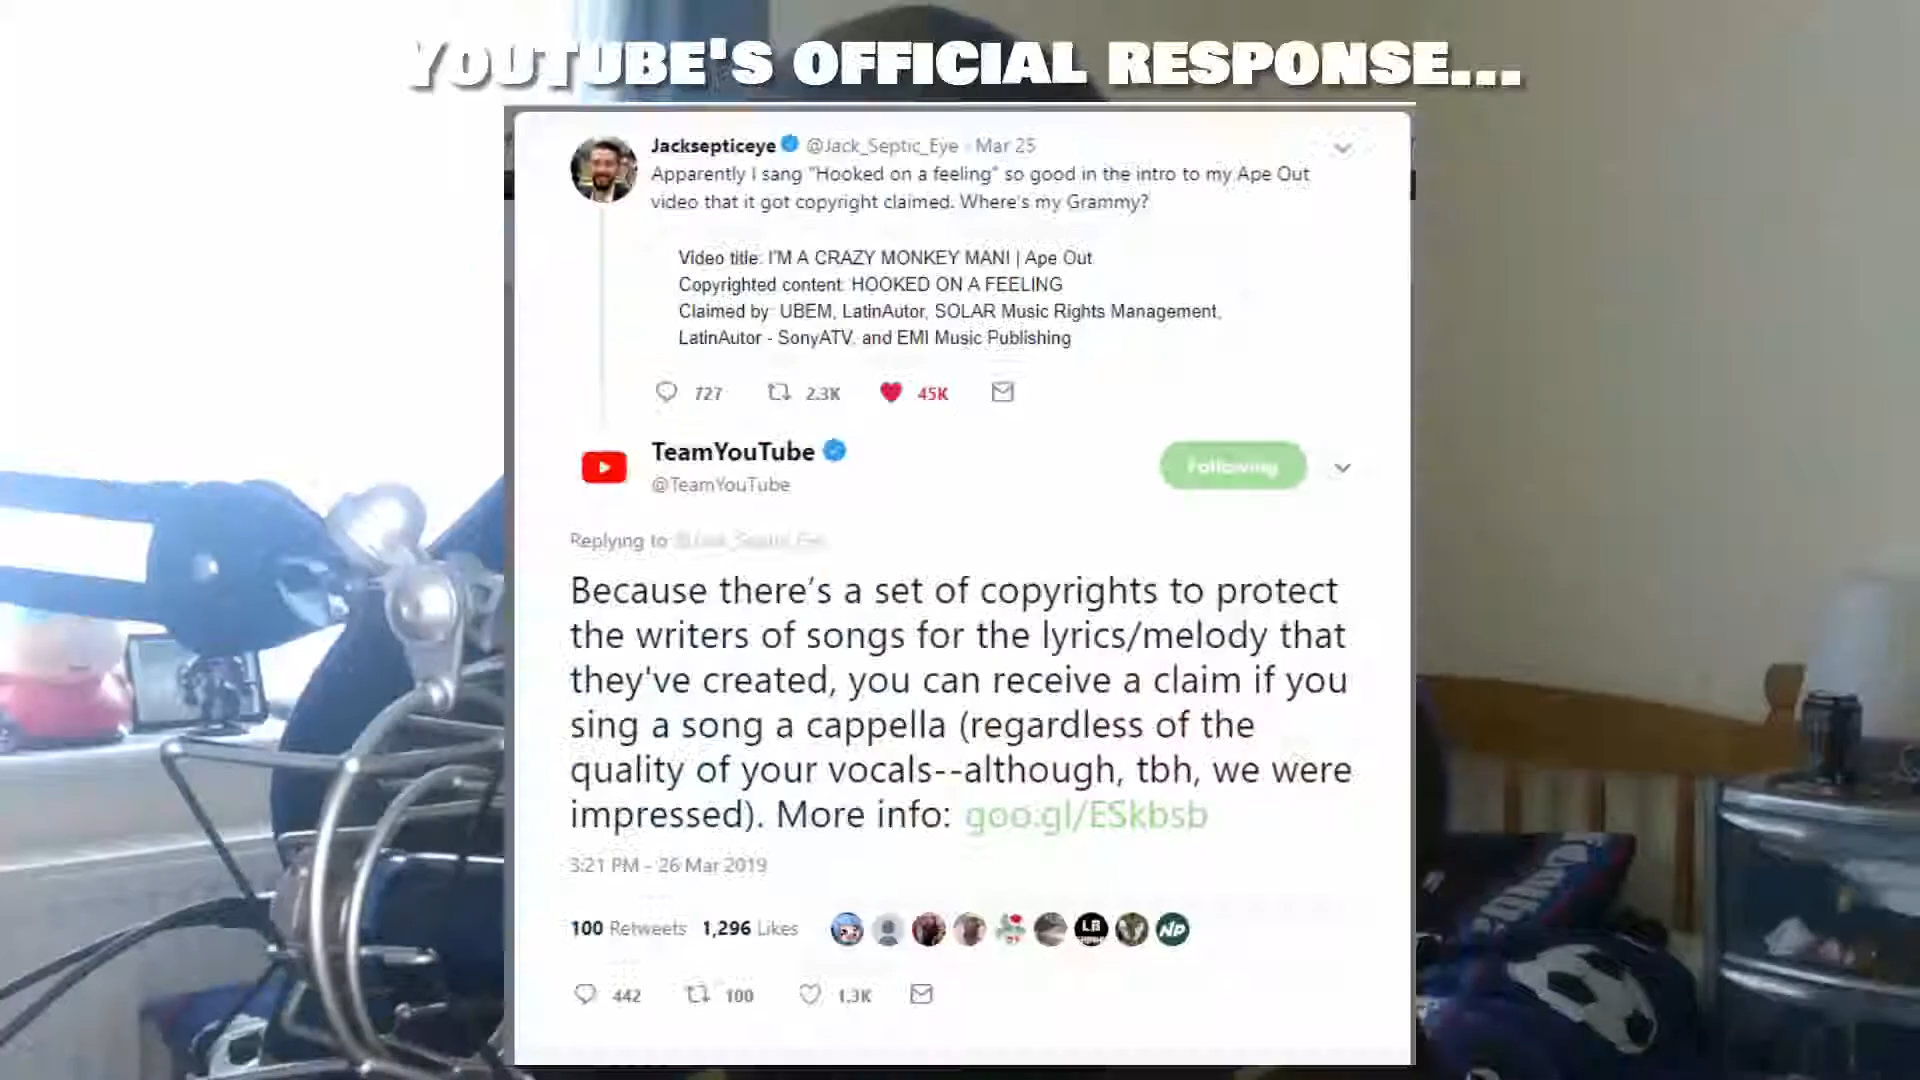 YOUTUBE'S OFFICIAL RESPONSE...
Jacksepticeye @Jack_Septic_Eye · Mar 25
Apparently I sang "Hooked on a feeling" so good in the intro to my Ape Out
video that it got copyright claimed. Where's my Grammy?
Video title: I'M A CRAZY MONKEY MAN! | Ape Out
Copyrighted content: HOOKED ON A FEELING
Claimed by: UBEM, LatinAutor, SOLAR Music Rights Management,
LatinAutor - SonyATV, and EMI Music Publishing
727 2.3K 45K
TeamYouTube
Following
@TeamYouTube
Replying to @Jack_Septic_Eye
Because there's a set of copyrights to protect
the writers of songs for the lyrics/melody that
they've created, you can receive a claim if you
sing a song a cappella (regardless of the
quality of your vocals--although, tbh, we were
impressed). More info: goo.gl/ESkbsb
3:21 PM - 26 Mar 2019
100 Retweets 1,296 Likes
LB
NP
442 100 1.3K